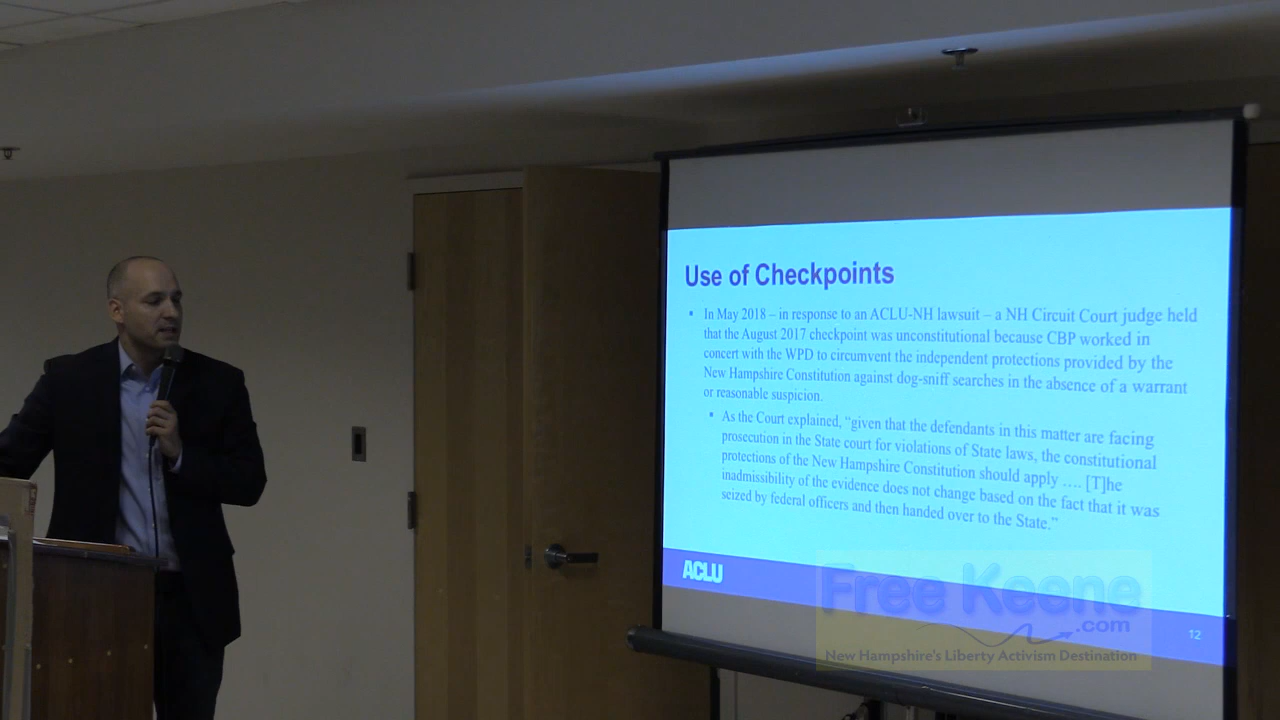 Use of Checkpoints
In May 2018 – in response to an ACLU-NH lawsuit – a NH Circuit Court judge held
that the August 2017 checkpoint was unconstitutional because CBP worked in
concert with the WPD to circumvent the independent protections provided by the
New Hampshire Constitution against dog-sniff searches in the absence of a warrant
or reasonable suspicion.
As the Court explained, “given that the defendants in this matter are facing
prosecution in the State court for violations of State laws, the constitutional
protections of the New Hampshire Constitution should apply …. [T]he
inadmissibility of the evidence does not change based on the fact that it was
seized by federal officers and then handed over to the State.”
ACLU
12
Free Keene
.com
New Hampshire's Liberty Activism Destination